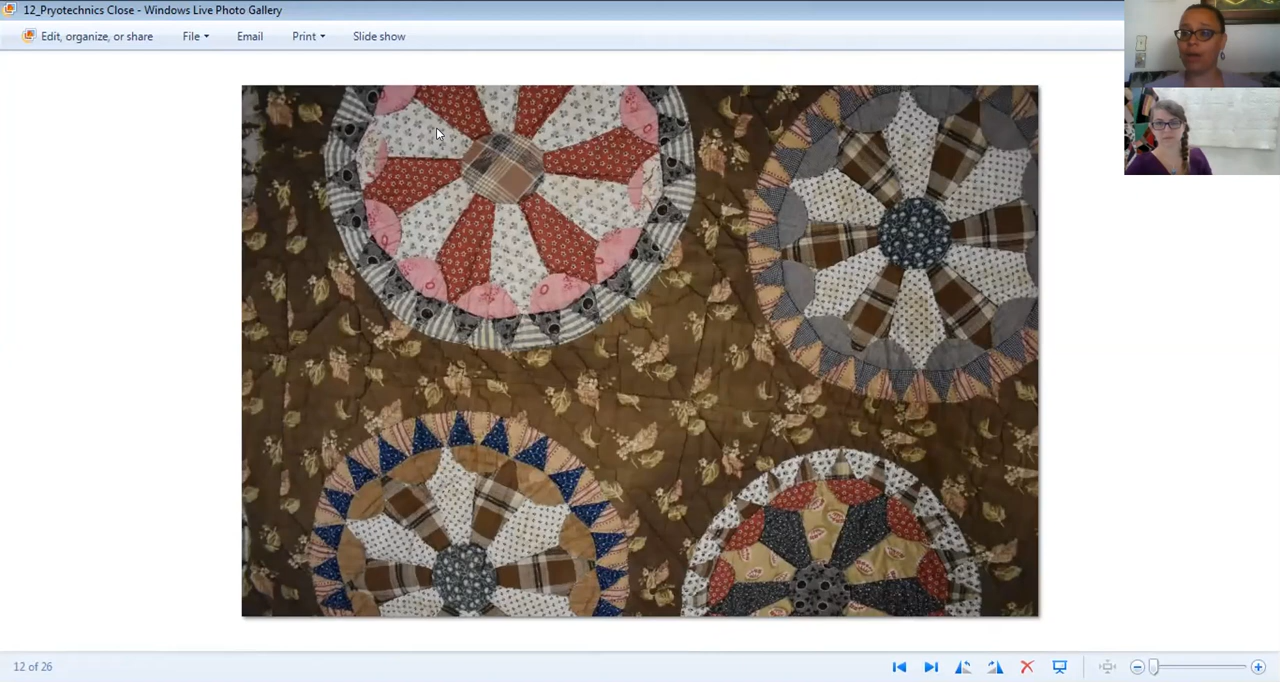 12_Pryotechnics Close - Windows Live Photo Gallery
Edit, organize, or share File Email Print Slide show
12 of 26